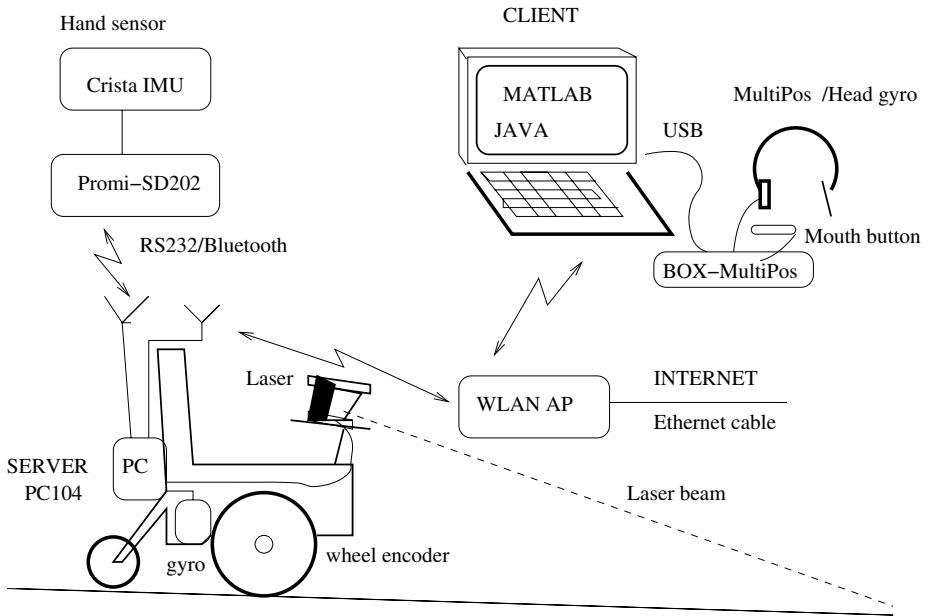 Hand sensor
Crista IMU
Promi−SD202
RS232/Bluetooth
CLIENT
MATLAB
JAVA
USB
MultiPos /Head gyro
Mouth button
BOX−MultiPos
Laser
WLAN AP
INTERNET
Ethernet cable
SERVER
PC104
PC
Laser beam
gyro
wheel encoder